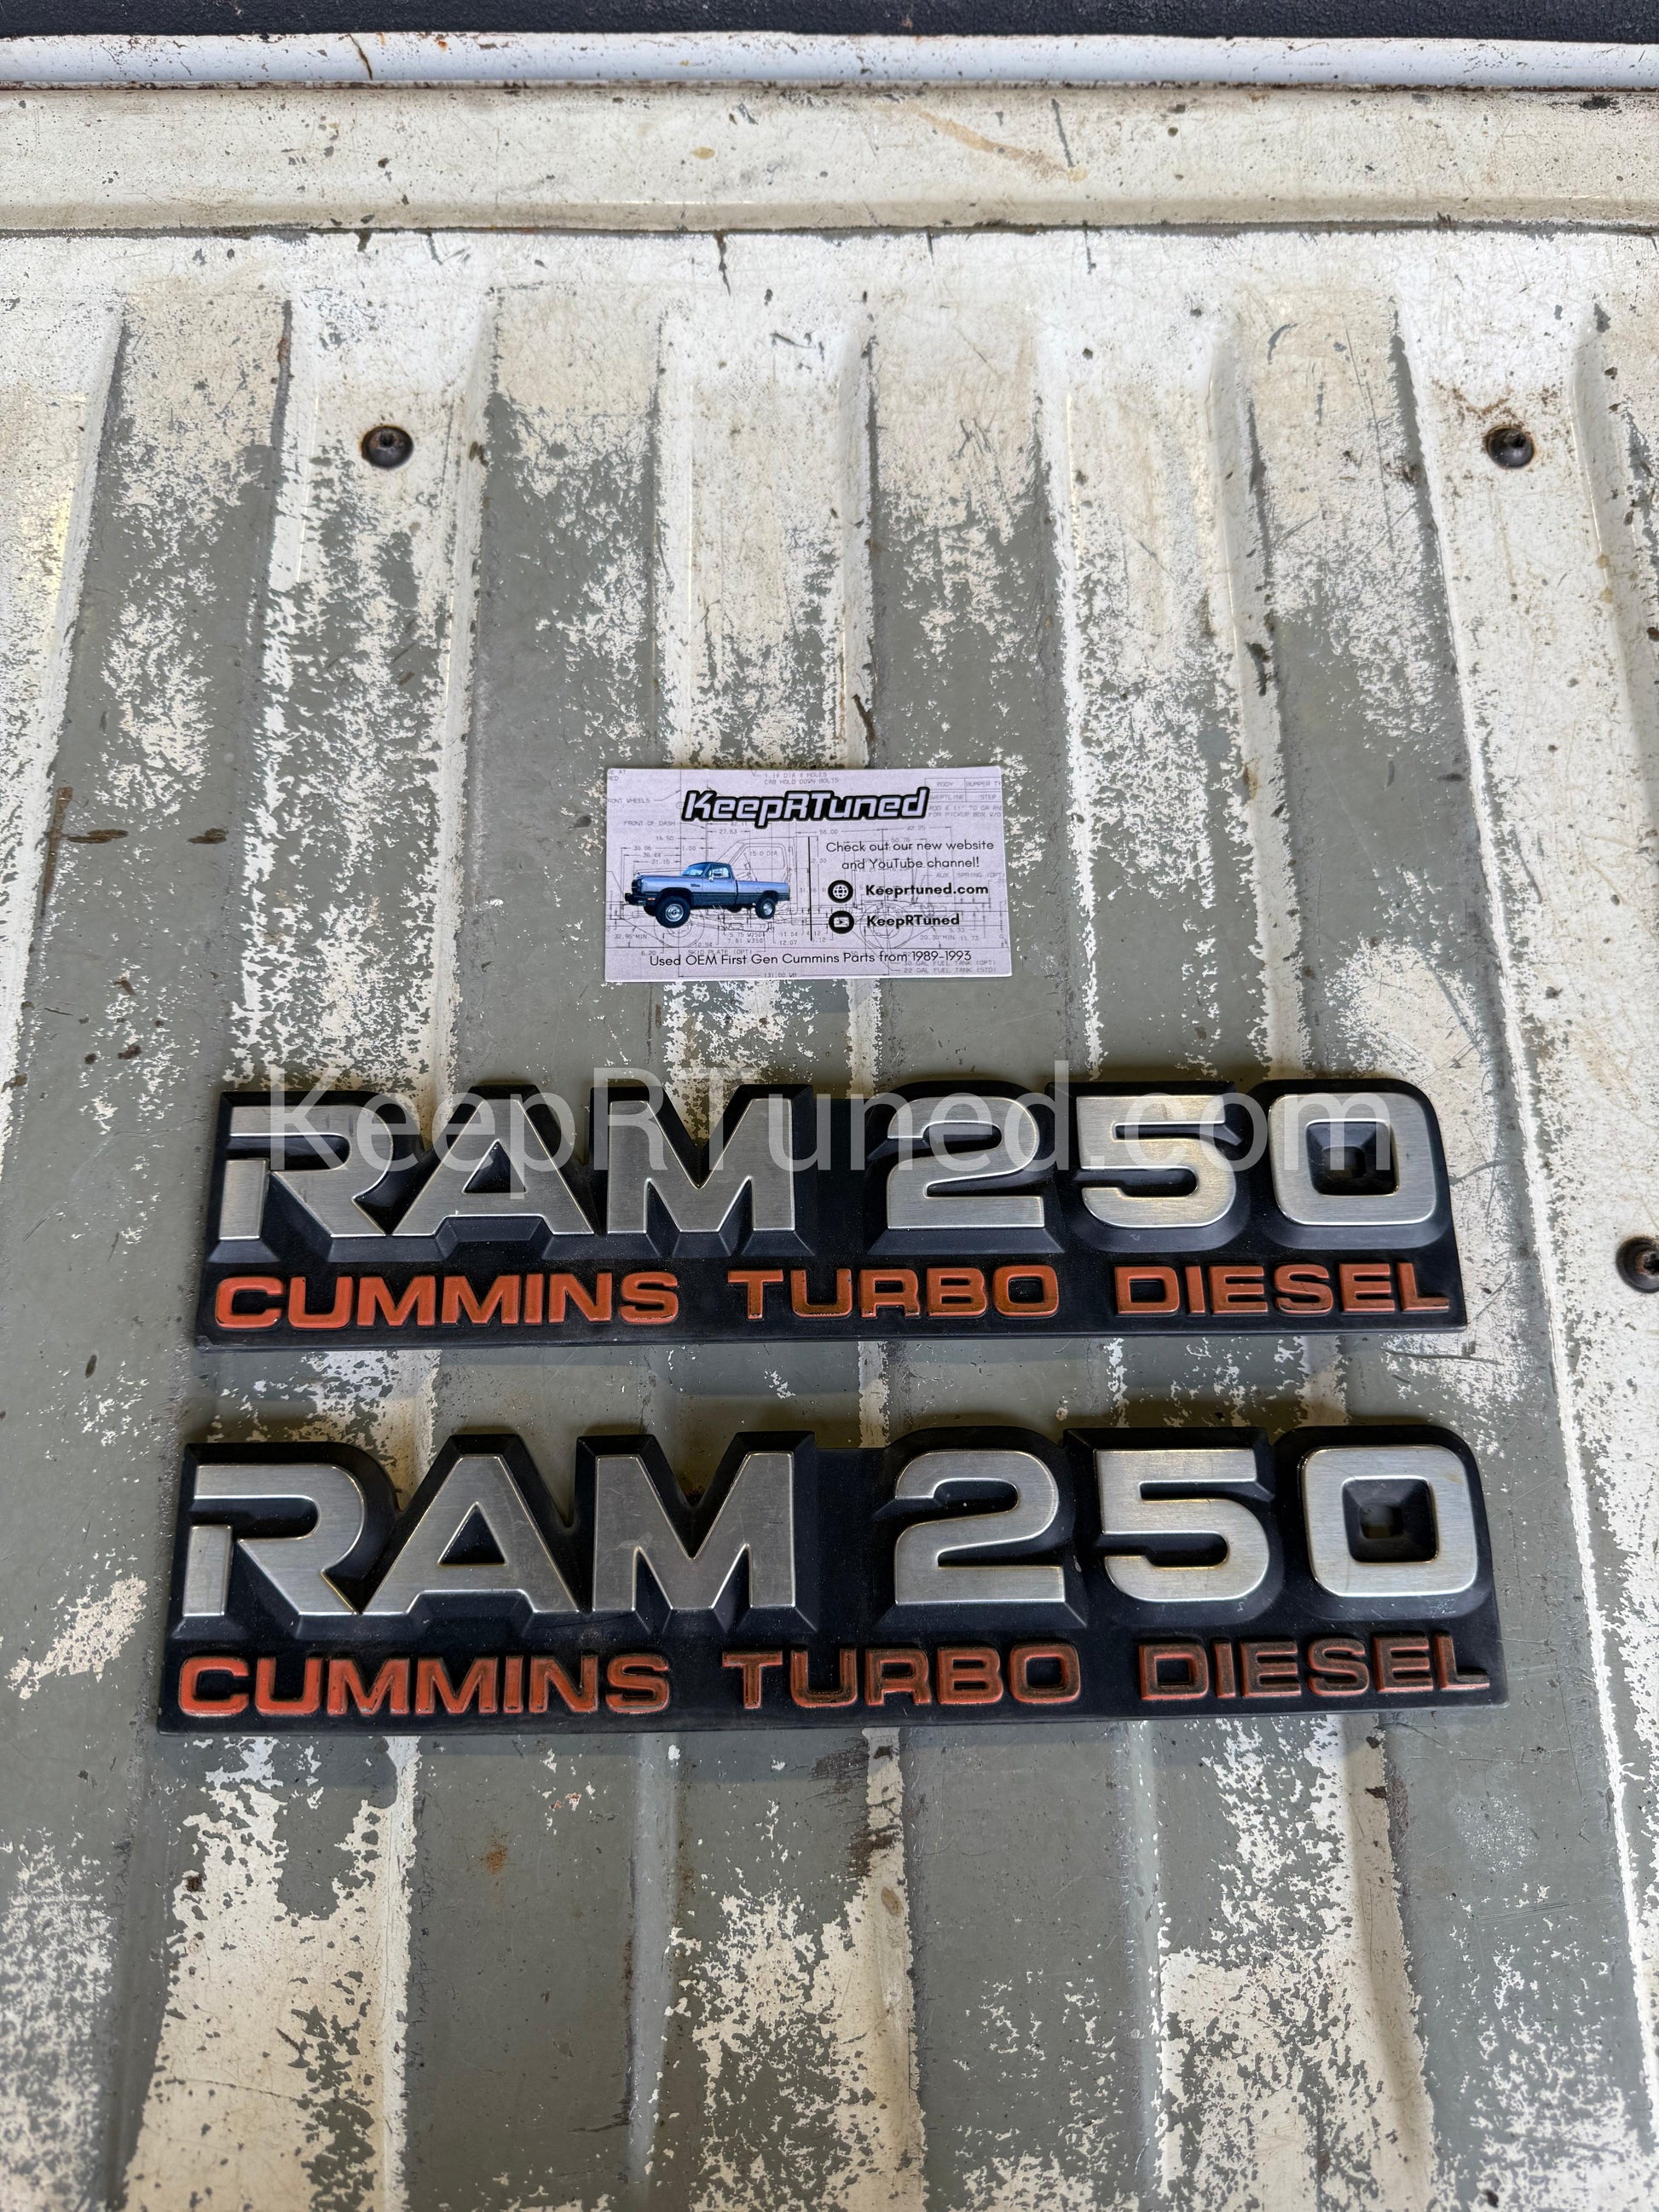 KeepRTuned
Check out our new website
and YouTube channel!
Keeprtuned.com
KeepRTuned
Used OEM First Gen Cummins Parts from 1989-1993
KeepRTuned.com
RAM 250
CUMMINS TURBO DIESEL
RAM 250
CUMMINS TURBO DIESEL